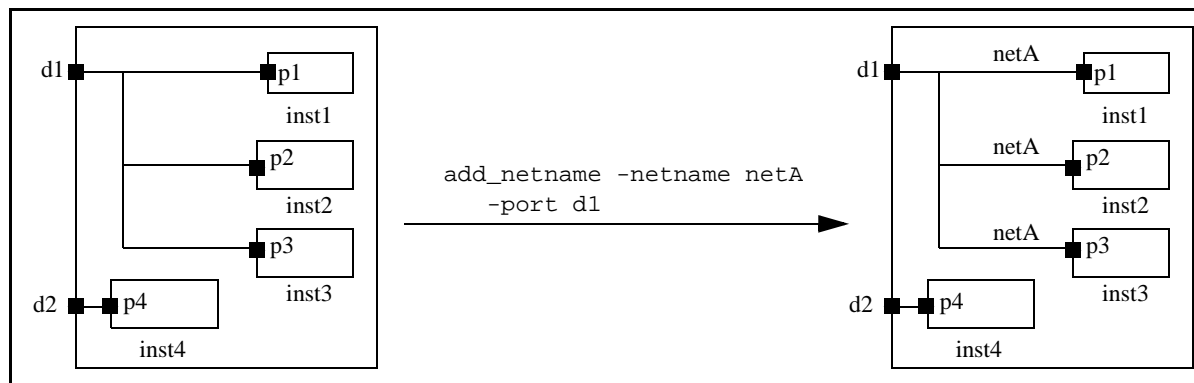 d1
p1
inst1
p2
inst2
p3
inst3
d2
p4
inst4
add_netname -netname netA
-port d1
netA
d1
p1
inst1
netA
p2
inst2
netA
p3
inst3
d2
p4
inst4